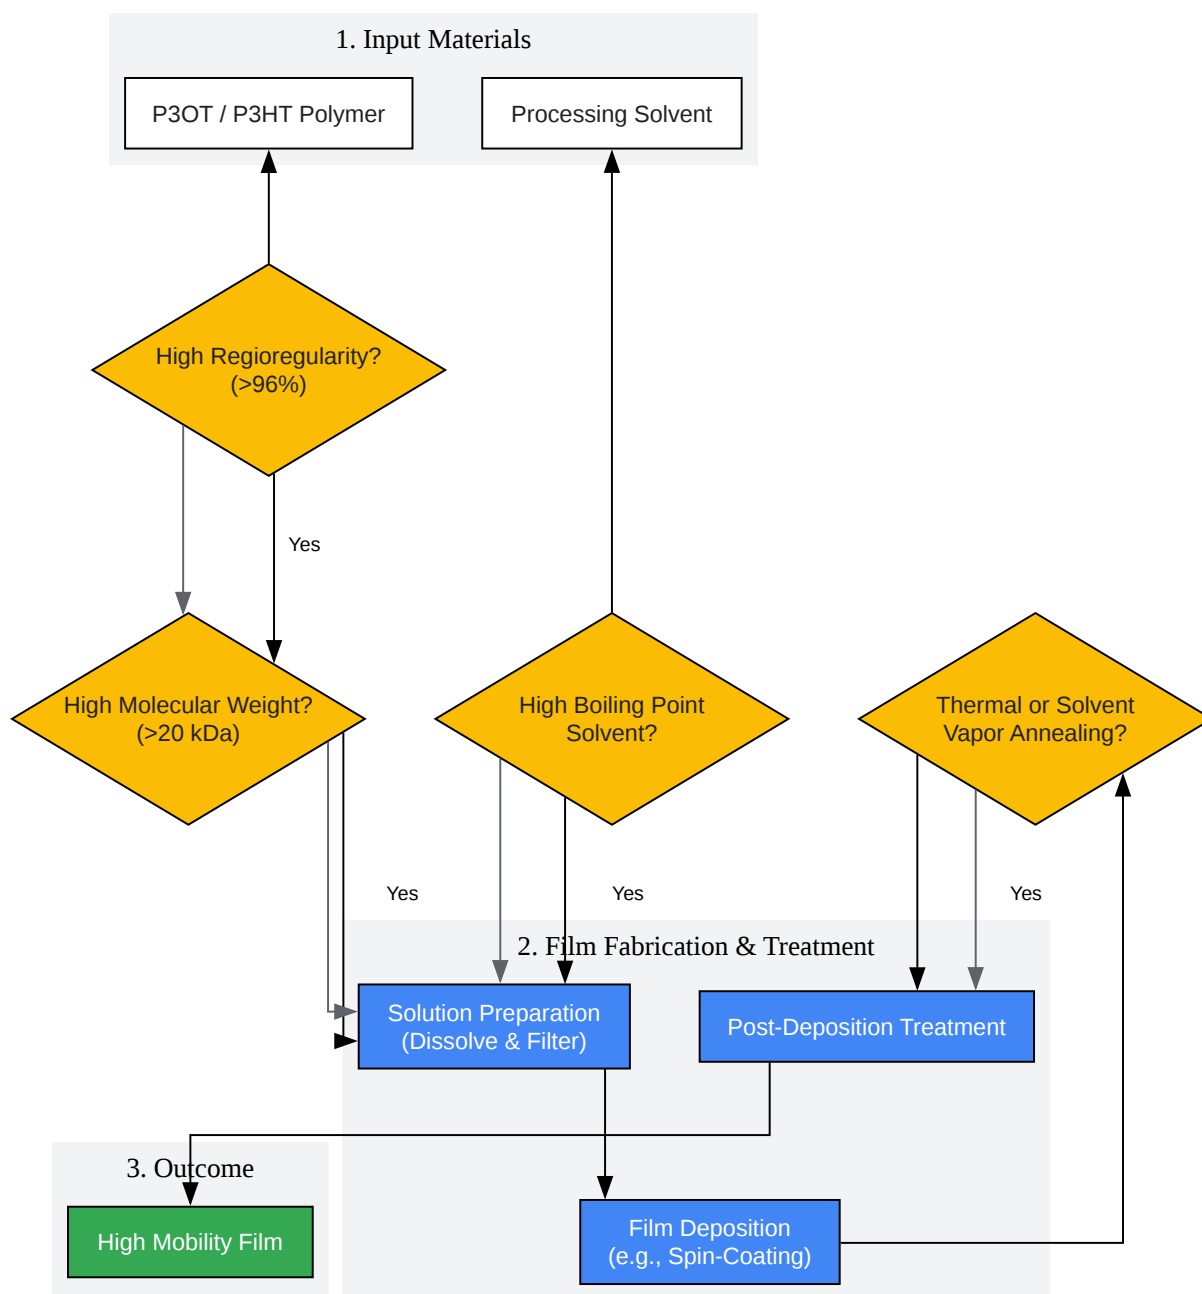 1. Input Materials
P3OT / P3HT Polymer
Processing Solvent
High Regioregularity?
(>96%)
Yes
High Molecular Weight?
(>20 kDa)
High Boiling Point
Solvent?
Thermal or Solvent
Vapor Annealing?
Yes
Yes
Yes
2. Film Fabrication & Treatment
Solution Preparation
(Dissolve & Filter)
Post-Deposition Treatment
3. Outcome
High Mobility Film
Film Deposition
(e.g., Spin-Coating)